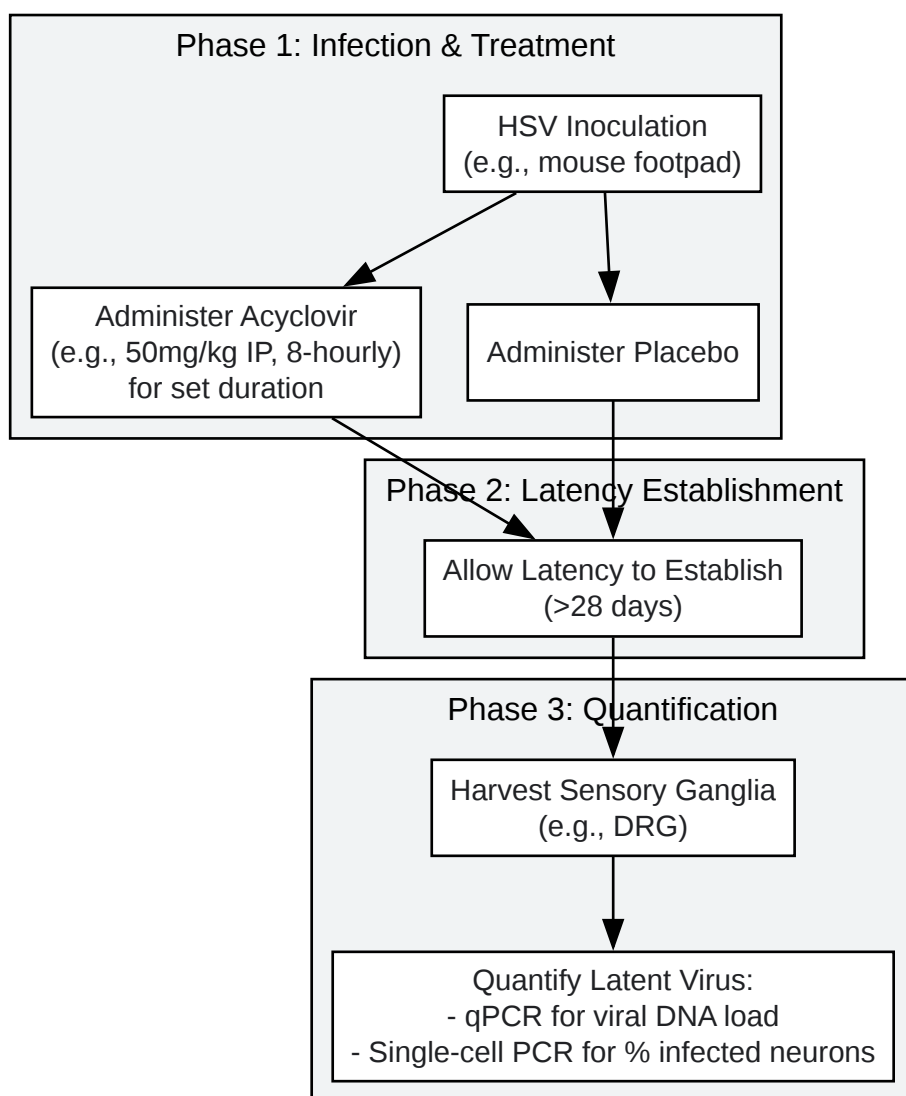 Phase 1: Infection & Treatment
HSV Inoculation
(e.g., mouse footpad)
Administer Acyclovir
(e.g., 50mg/kg IP, 8-hourly)
for set duration
Administer Placebo
Phase 2: Latency Establishment
Allow Latency to Establish
(>28 days)
Phase 3: Quantification
Harvest Sensory Ganglia
(e.g., DRG)
Quantify Latent Virus:
- qPCR for viral DNA load
- Single-cell PCR for % infected neurons